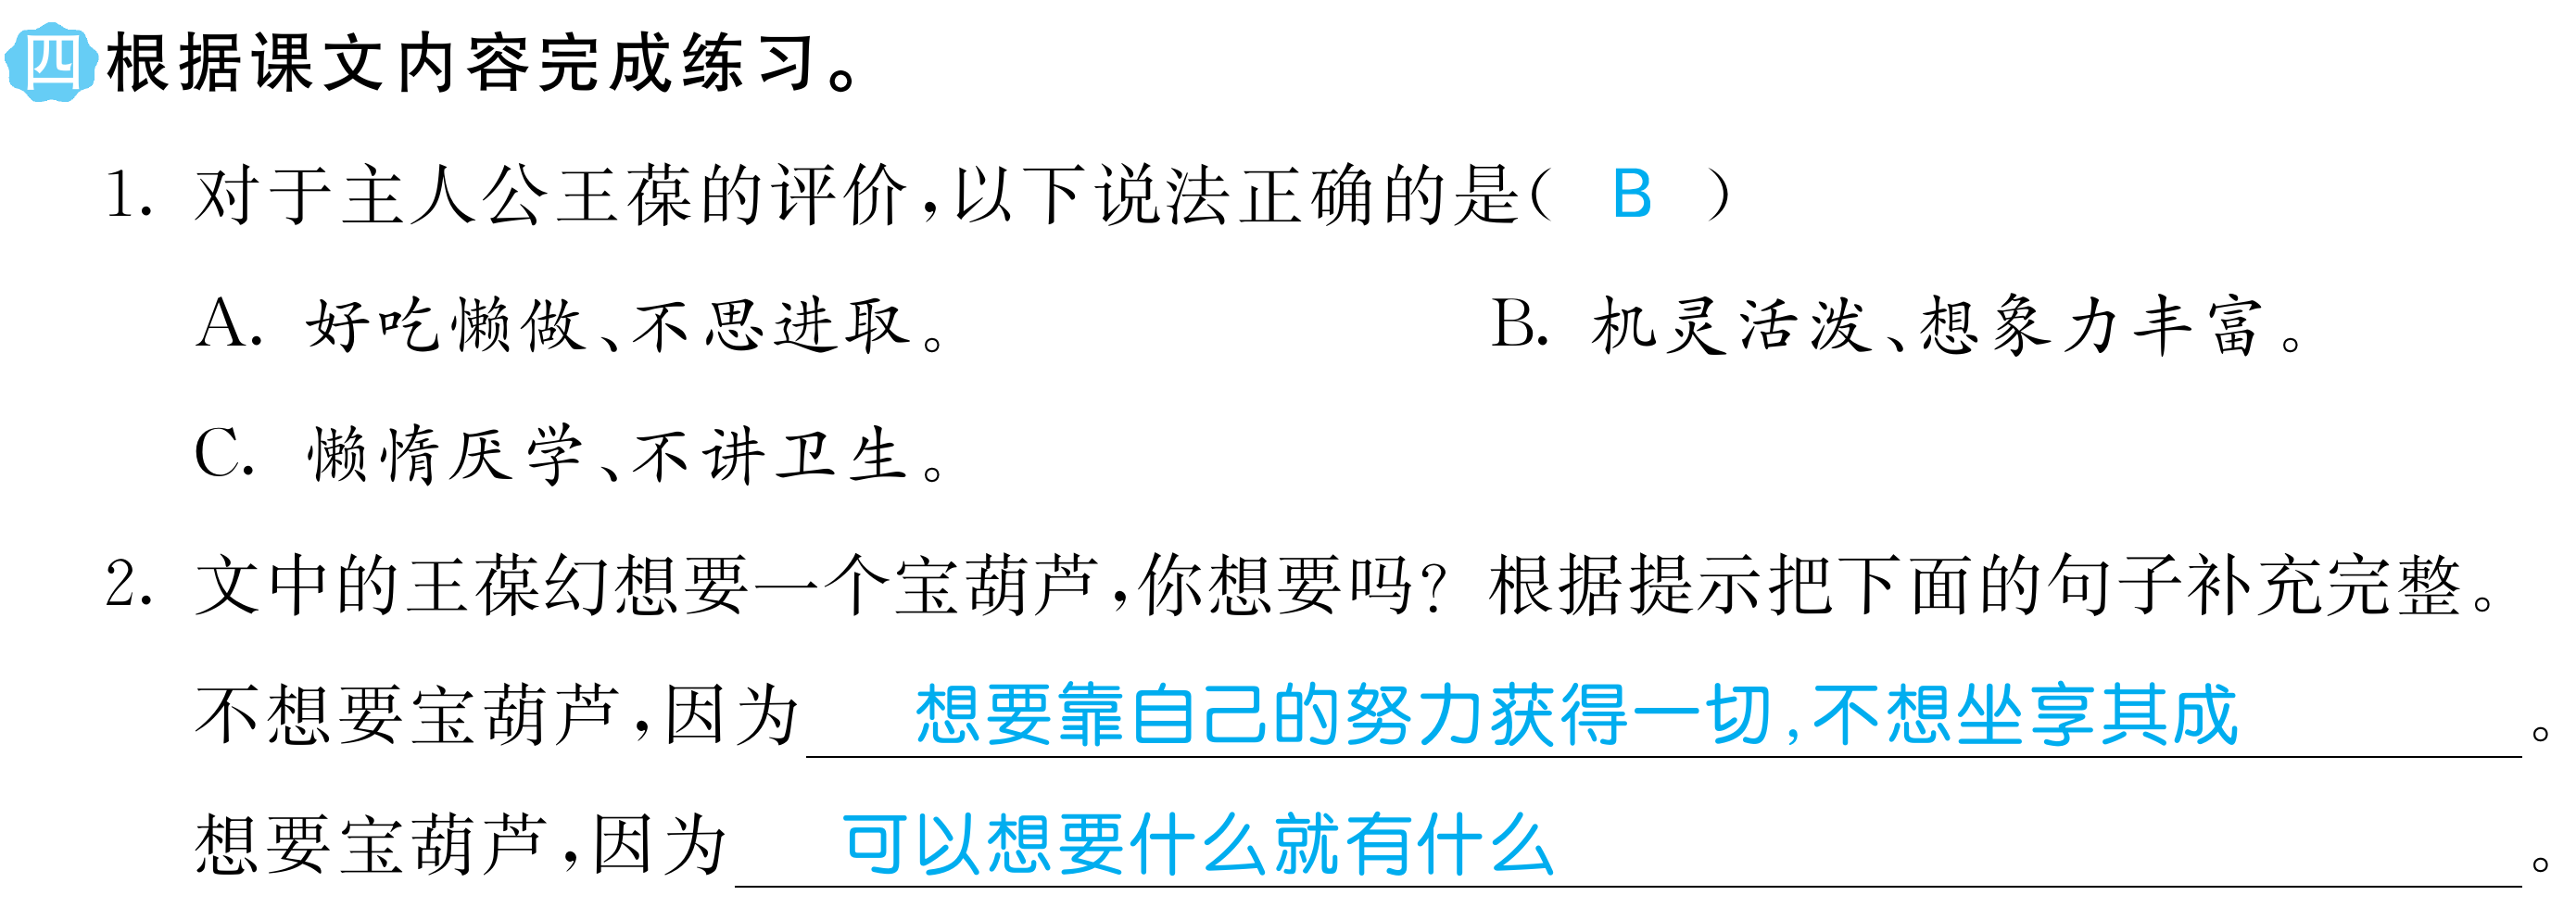 四根据课文内容完成练习。
1. 对于主人公王葆的评价,以下说法正确的是( B )
A. 好吃懒做、不思进取。 B. 机灵活泼、想象力丰富。
C. 懒惰厌学、不讲卫生。
2. 文中的王葆幻想要一个宝葫芦,你想要吗? 根据提示把下面的句子补充完整。
不想要宝葫芦,因为 想要靠自己的努力获得一切,不想坐享其成 。
想要宝葫芦,因为 可以想要什么就有什么 。